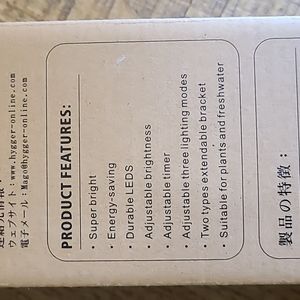 ウェブサイト：www.hygger-online.com
電子メール：Mago@hygger-online.com
PRODUCT FEATURES:
• Super bright
• Energy-saving
• Durable LEDS
• Adjustable brightness
• Adjustable timer
• Adjustable three lighting modes
• Two types extendable bracket
• Suitable for plants and freshwater
製品の特徴：